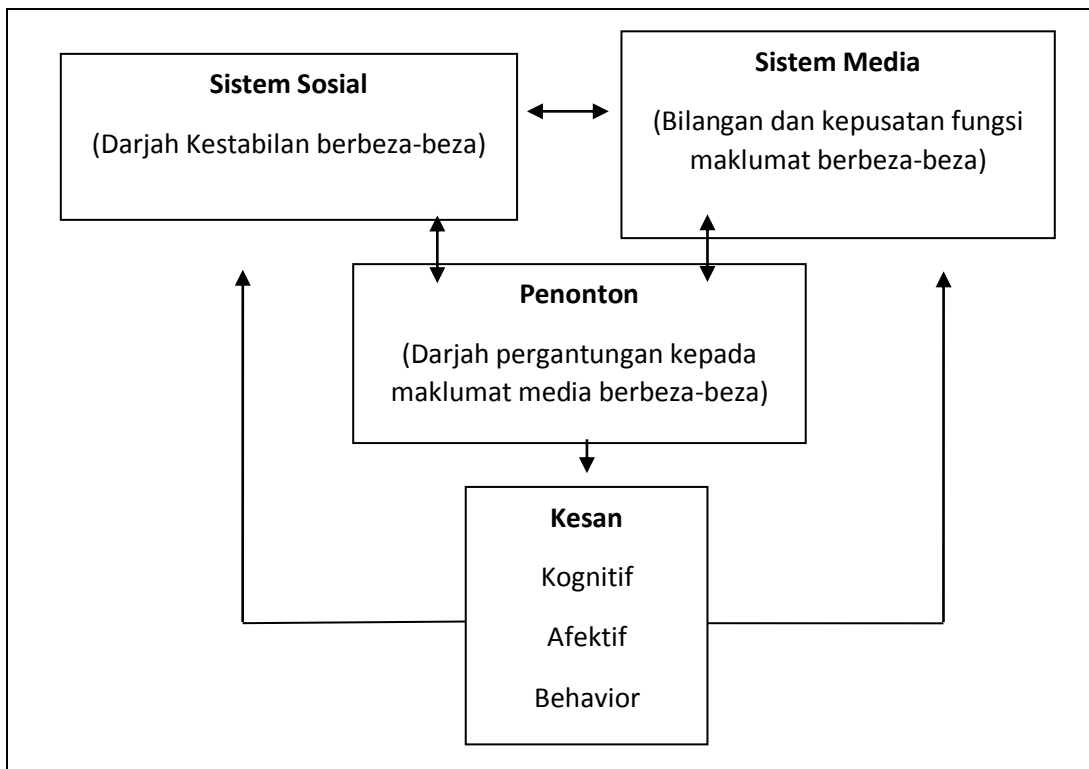 Sistem Sosial
(Darjah Kestabilan berbeza-beza)
Sistem Media
(Bilangan dan kepusatan fungsi
maklumat berbeza-beza)
Penonton
(Darjah pergantungan kepada
maklumat media berbeza-beza)
Kesan
Kognitif
Afektif
Behavior